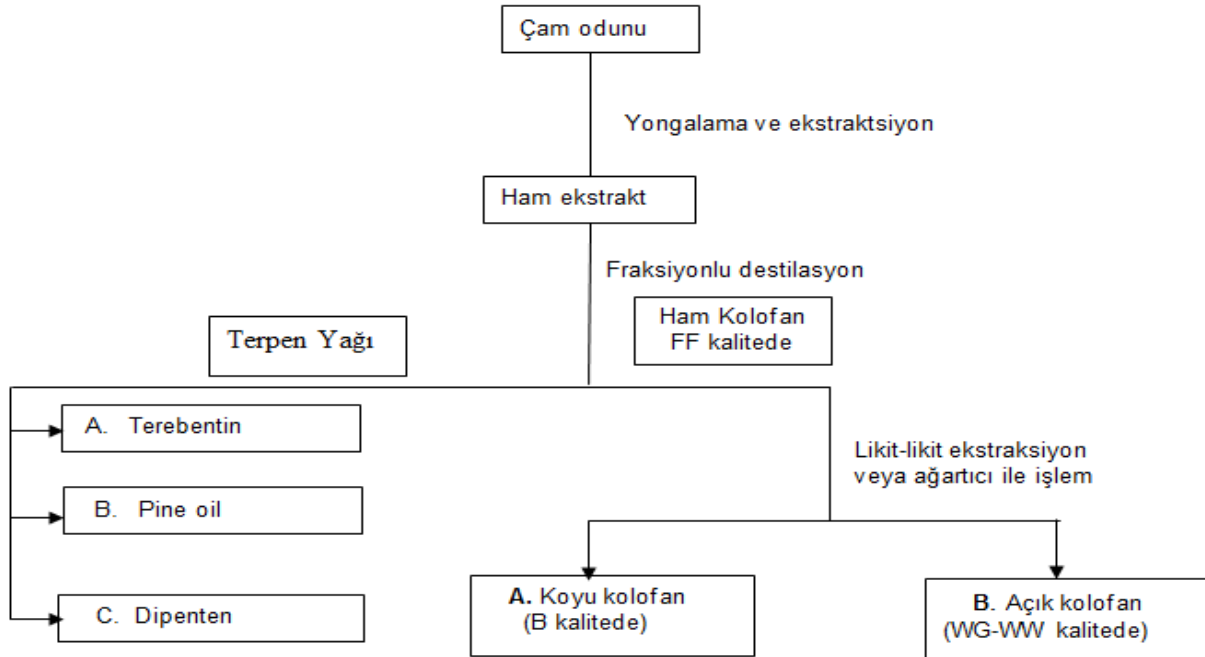 Çam odunu
Yongalama ve ekstraktsiyon
Ham ekstrakt
Fraksiyonlu destilasyon
Ham Kolofan
FF kalitede
Terpen Yağı
A. Terebentin
B. Pine oil
C. Dipenten
Likit-likit ekstraksiyon
veya ağartıcı ile işlem
A. Koyu kolofan
(B kalitede)
B. Açık kolofan
(WG-WW kalitede)